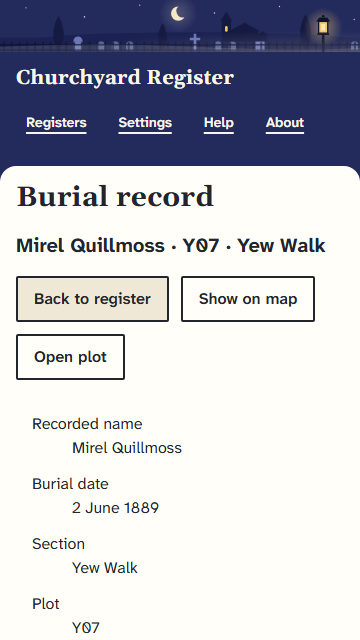 Churchyard Register
Registers Settings Help About
Burial record
Mirel Quillmoss · Y07 · Yew Walk
Back to register Show on map
Open plot
Recorded name
Mirel Quillmoss
Burial date
2 June 1889
Section
Yew Walk
Plot
Y07